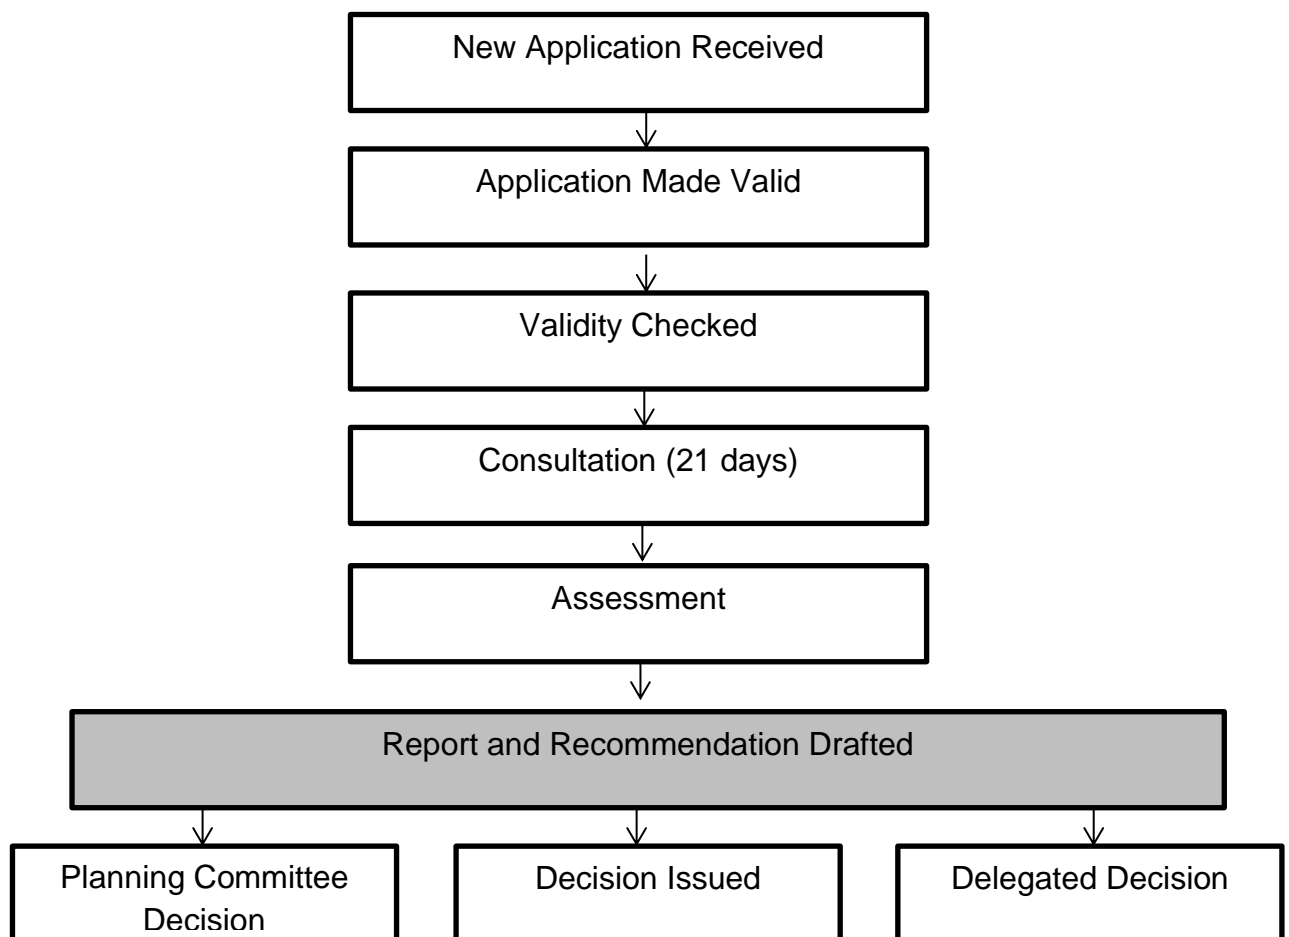 New Application Received
Application Made Valid
Validity Checked
Consultation (21 days)
Assessment
Report and Recommendation Drafted
Planning Committee
Decision
Decision Issued
Delegated Decision